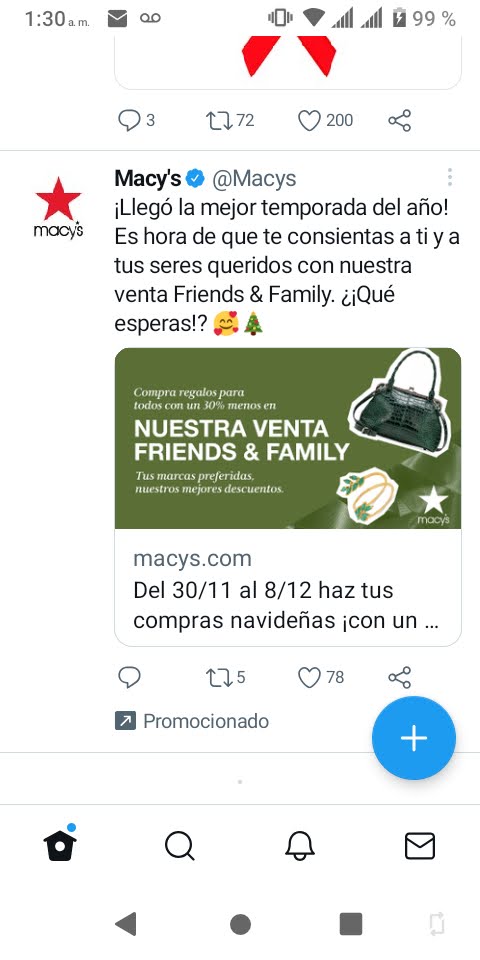 1:30 a. m.
99 %
3
72
200
Macy's @Macys
¡Llegó la mejor temporada del año!
Es hora de que te consientas a ti y a
tus seres queridos con nuestra
venta Friends & Family. ¿¡Qué
esperas!? 🥰🎄
Compra regalos para
todos con un 30% menos en
NUESTRA VENTA
FRIENDS & FAMILY
Tus marcas preferidas,
nuestros mejores descuentos.
macy's
macys.com
Del 30/11 al 8/12 haz tus
compras navideñas ¡con un ...
5
78
Promocionado
macy's